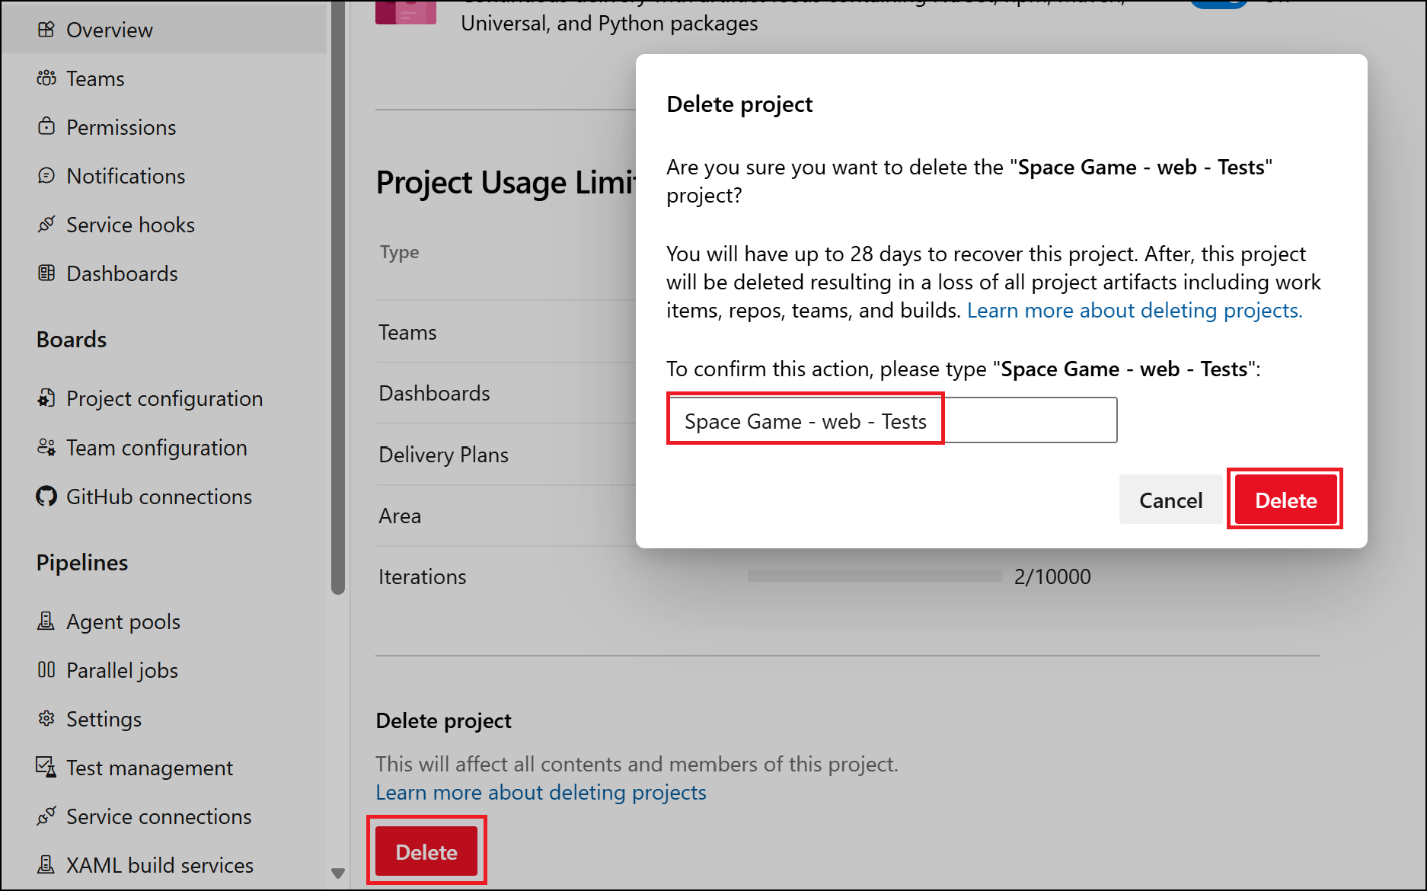 Overview
Teams
Permissions
Notifications
Service hooks
Dashboards
Boards
Project configuration
Team configuration
GitHub connections
Pipelines
Agent pools
Parallel jobs
Settings
Test management
Service connections
XAML build services
Universal, and Python packages
Project Usage Limit
Type
Teams
Dashboards
Delivery Plans
Area
Iterations
2/10000
Delete project
This will affect all contents and members of this project.
Learn more about deleting projects
Delete
Delete project
Are you sure you want to delete the "Space Game - web - Tests"
project?
You will have up to 28 days to recover this project. After, this project
will be deleted resulting in a loss of all project artifacts including work
items, repos, teams, and builds. Learn more about deleting projects.
To confirm this action, please type "Space Game - web - Tests":
Space Game - web - Tests
Cancel
Delete